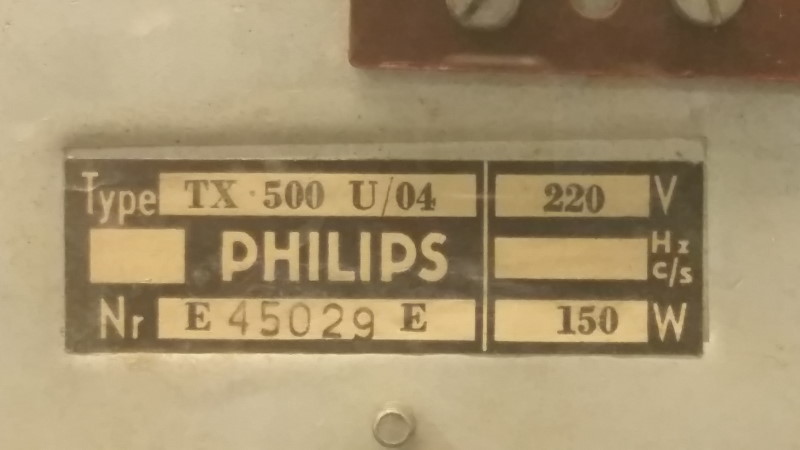 Type TX 500 U/04 220 V
PHILIPS Hz c/s
Nr E 45029 E 150 W